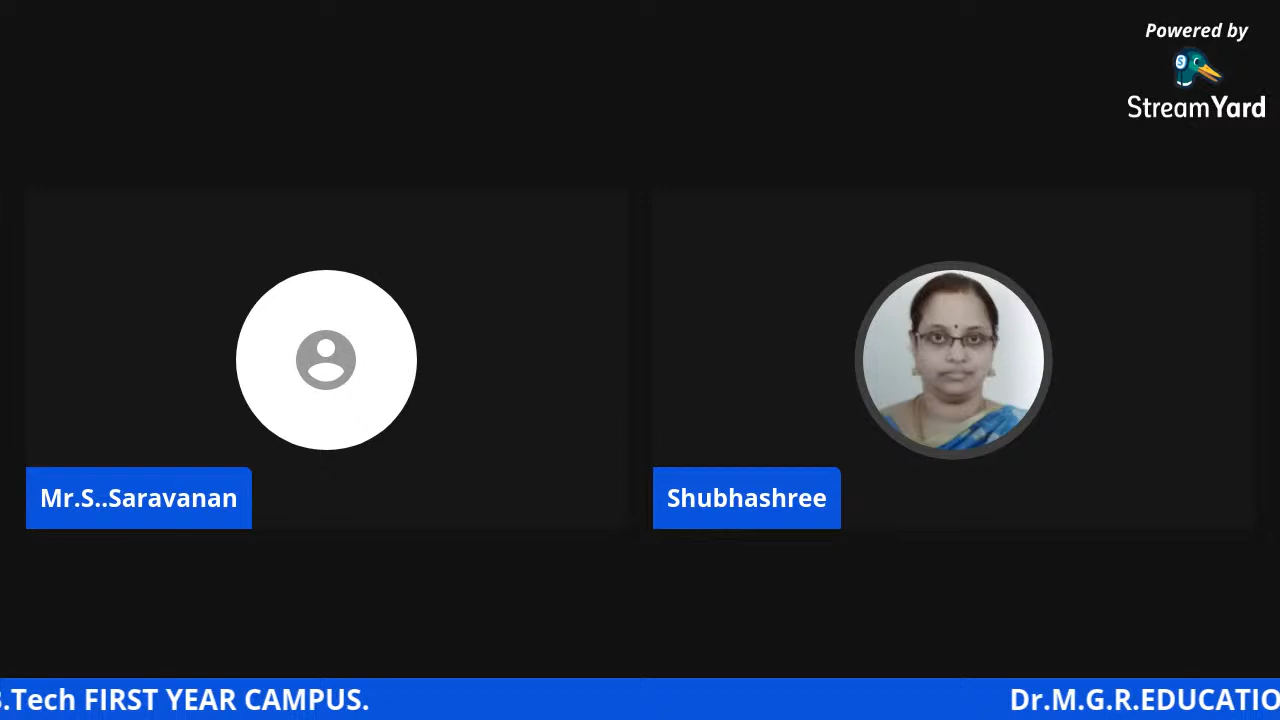 Powered by
StreamYard
Mr.S..Saravanan
Shubhashree
.Tech FIRST YEAR CAMPUS.
Dr.M.G.R.EDUCATIO